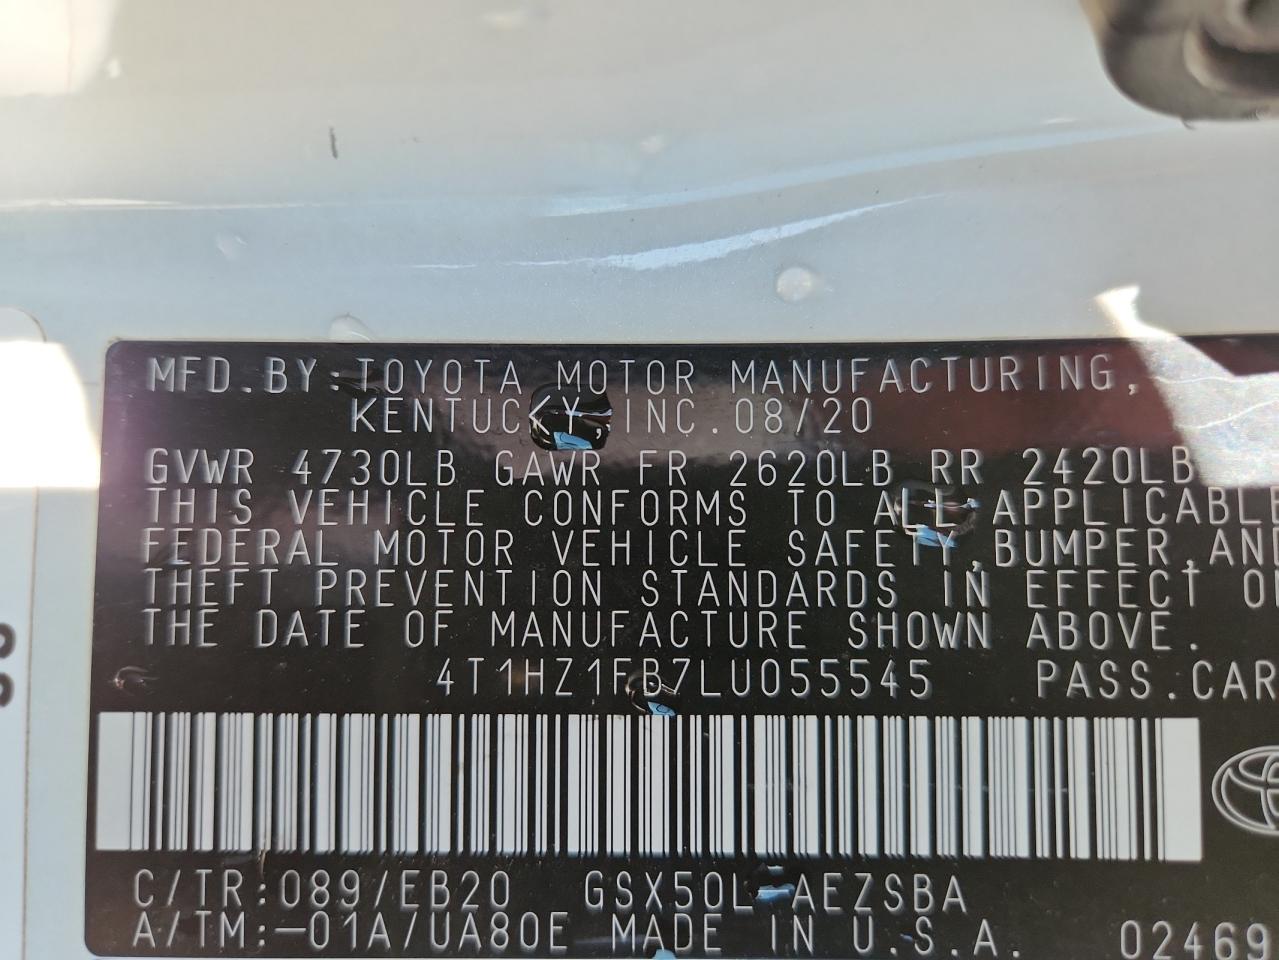 MFD.BY:TOYOTA MOTOR MANUFACTURING,
KENTUCKY,INC.08/20
GVWR 4730LB GAWR FR 2620LB RR 2420LB
THIS VEHICLE CONFORMS TO ALL APPLICABLE
FEDERAL MOTOR VEHICLE SAFETY,BUMPER,AND
THEFT PREVENTION STANDARDS IN EFFECT
THE DATE OF MANUFACTURE SHOWN ABOVE.
4T1HZ1FB7LU055545 PASS.CAR
C/TR:089/EB20 GSX50L-AEZSBA
A/TM:-01A/UA80E MADE IN U.S.A. 02469